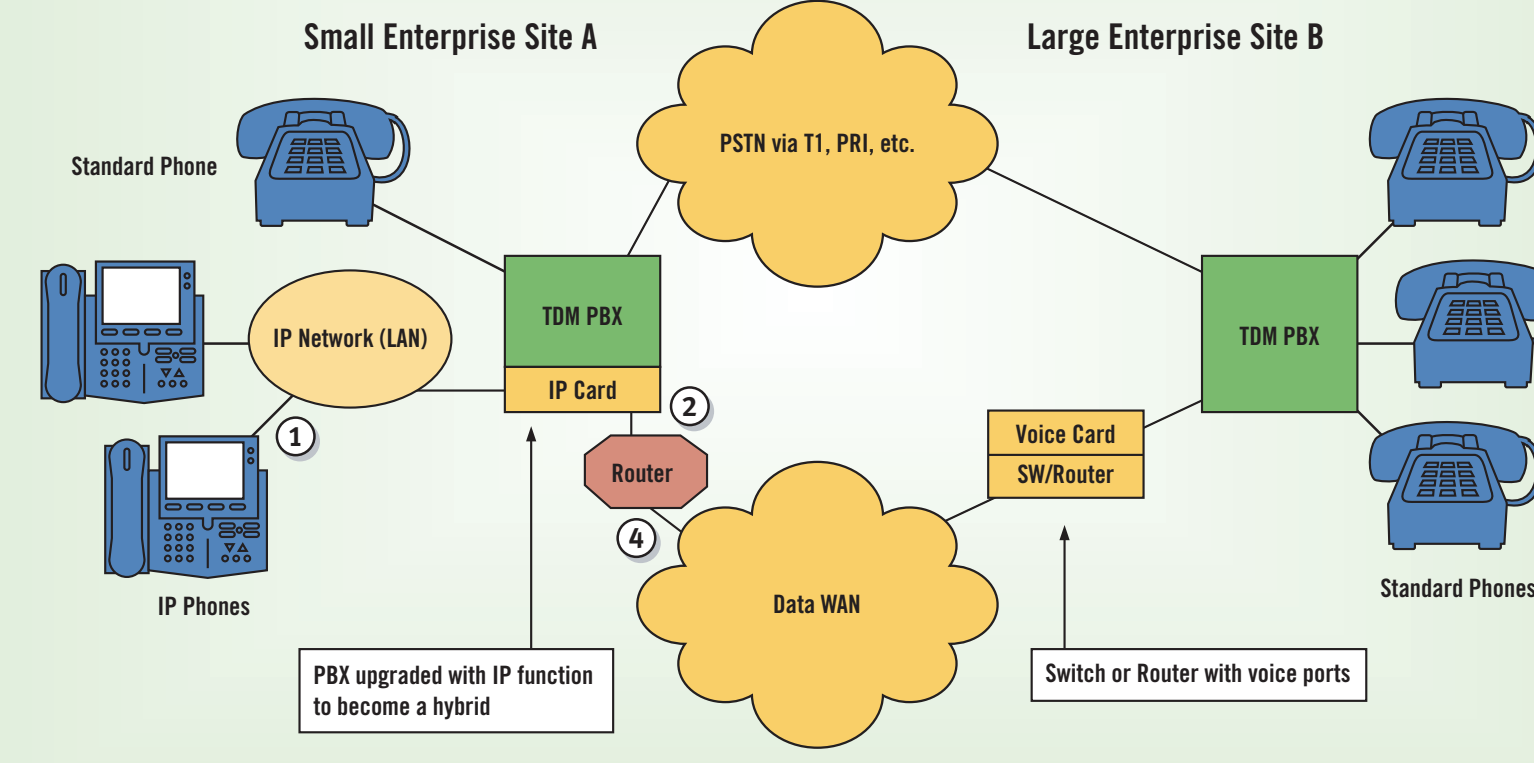 Small Enterprise Site A
Large Enterprise Site B
PSTN via T1, PRI, etc.
Standard Phone
TDM PBX
IP Network (LAN)
IP Card
TDM PBX
1
2
Router
4
Voice Card
SW/Router
Data WAN
IP Phones
Standard Phones
PBX upgraded with IP function
to become a hybrid
Switch or Router with voice ports